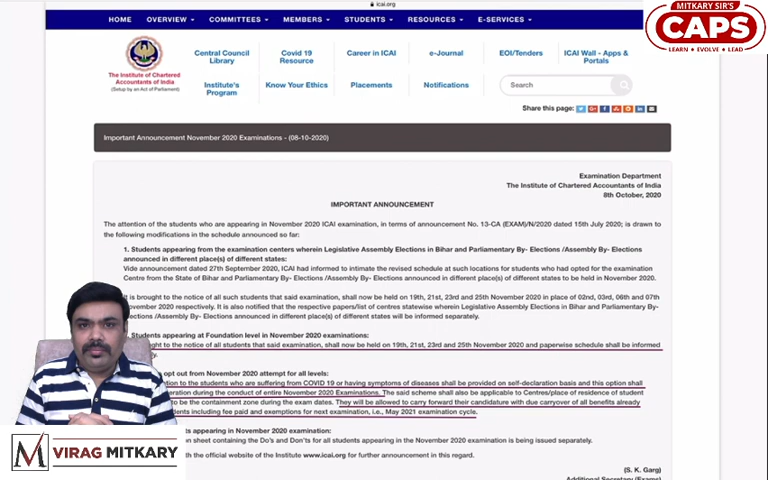 icai.org
MITKARY SIR'S
CAPS
LEARN • EVOLVE • LEAD
HOME OVERVIEW COMMITTEES MEMBERS STUDENTS RESOURCES E-SERVICES
The Institute of Chartered
Accountants of India
(Setup by an Act of Parliament)
Central Council
Library
Covid 19
Resource
Career in ICAI
e-Journal
EOI/Tenders
ICAI Wall - Apps &
Portals
Institute's
Program
Know Your Ethics
Placements
Notifications
Search
Share this page:
Important Announcement November 2020 Examinations - (08-10-2020)
Examination Department
The Institute of Chartered Accountants of India
8th October, 2020
IMPORTANT ANNOUNCEMENT
The attention of the students who are appearing in November 2020 ICAI examination, in terms of announcement No. 13-CA (EXAM)/N/2020 dated 15th July 2020; is drawn to
the following modifications in the schedule announced so far:
1. Students appearing from the examination centers wherein Legislative Assembly Elections in Bihar and Parliamentary By- Elections /Assembly By- Elections
announced in different place(s) of different states:
Vide announcement dated 27th September 2020, ICAI had informed to intimate the revised schedule at such locations for students who had opted for the examination
Centre from the State of Bihar and Parliamentary By- Elections /Assembly By- Elections announced in different place(s) of different states to be held in November 2020.
It is brought to the notice of all such students that said examination, shall now be held on 19th, 21st, 23rd and 25th November 2020 in place of 02nd, 03rd, 06th and 07th
November 2020 respectively. It is also notified that the respective papers/list of centres statewise wherein Legislative Assembly Elections in Bihar and Parliamentary By-
Elections /Assembly By- Elections announced in different place(s) of different states will be informed separately.
Students appearing at Foundation level in November 2020 examinations:
ght to the notice of all students that said examination, shall now be held on 19th, 21st, 23rd and 25th November 2020 and paperwise schedule shall be informed
opt out from November 2020 attempt for all levels:
tion to the students who are suffering from COVID 19 or having symptoms of diseases shall be provided on self-declaration basis and this option shall
eration during the conduct of entire November 2020 Examinations. The said scheme shall also be applicable to Centres/place of residence of student
to be the containment zone during the exam dates. They will be allowed to carry forward their candidature with due carryover of all benefits already
dents including fee paid and exemptions for next examination, i.e., May 2021 examination cycle.
ts appearing in November 2020 examination:
on sheet containing the Do's and Don'ts for all students appearing in the November 2020 examination is being issued separately.
th the official website of the Institute www.icai.org for further announcement in this regard.
(S. K. Garg)
Additional Secretary (Exams)
VIRAG MITKARY